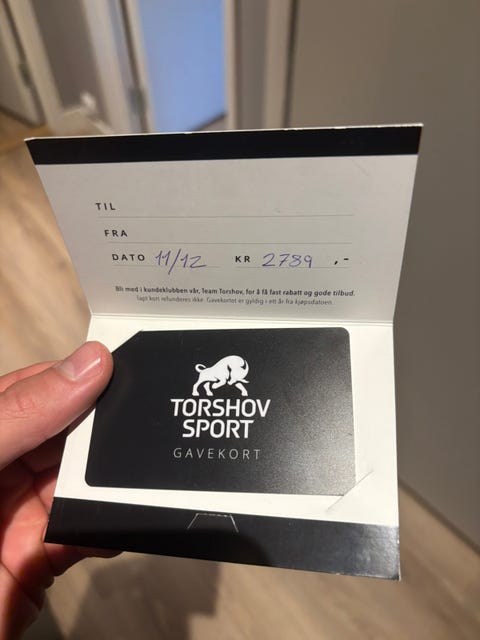 TIL
FRA
DATO 11/12 KR 2789 ,-
Bli med i kundeklubben vår, Team Torshov, for å få fast rabatt og gode tilbud.
Tapt kort refunderes ikke. Gavekortet er gyldig i ett år fra kjøpsdatoen.
TORSHOV
SPORT
GAVEKORT